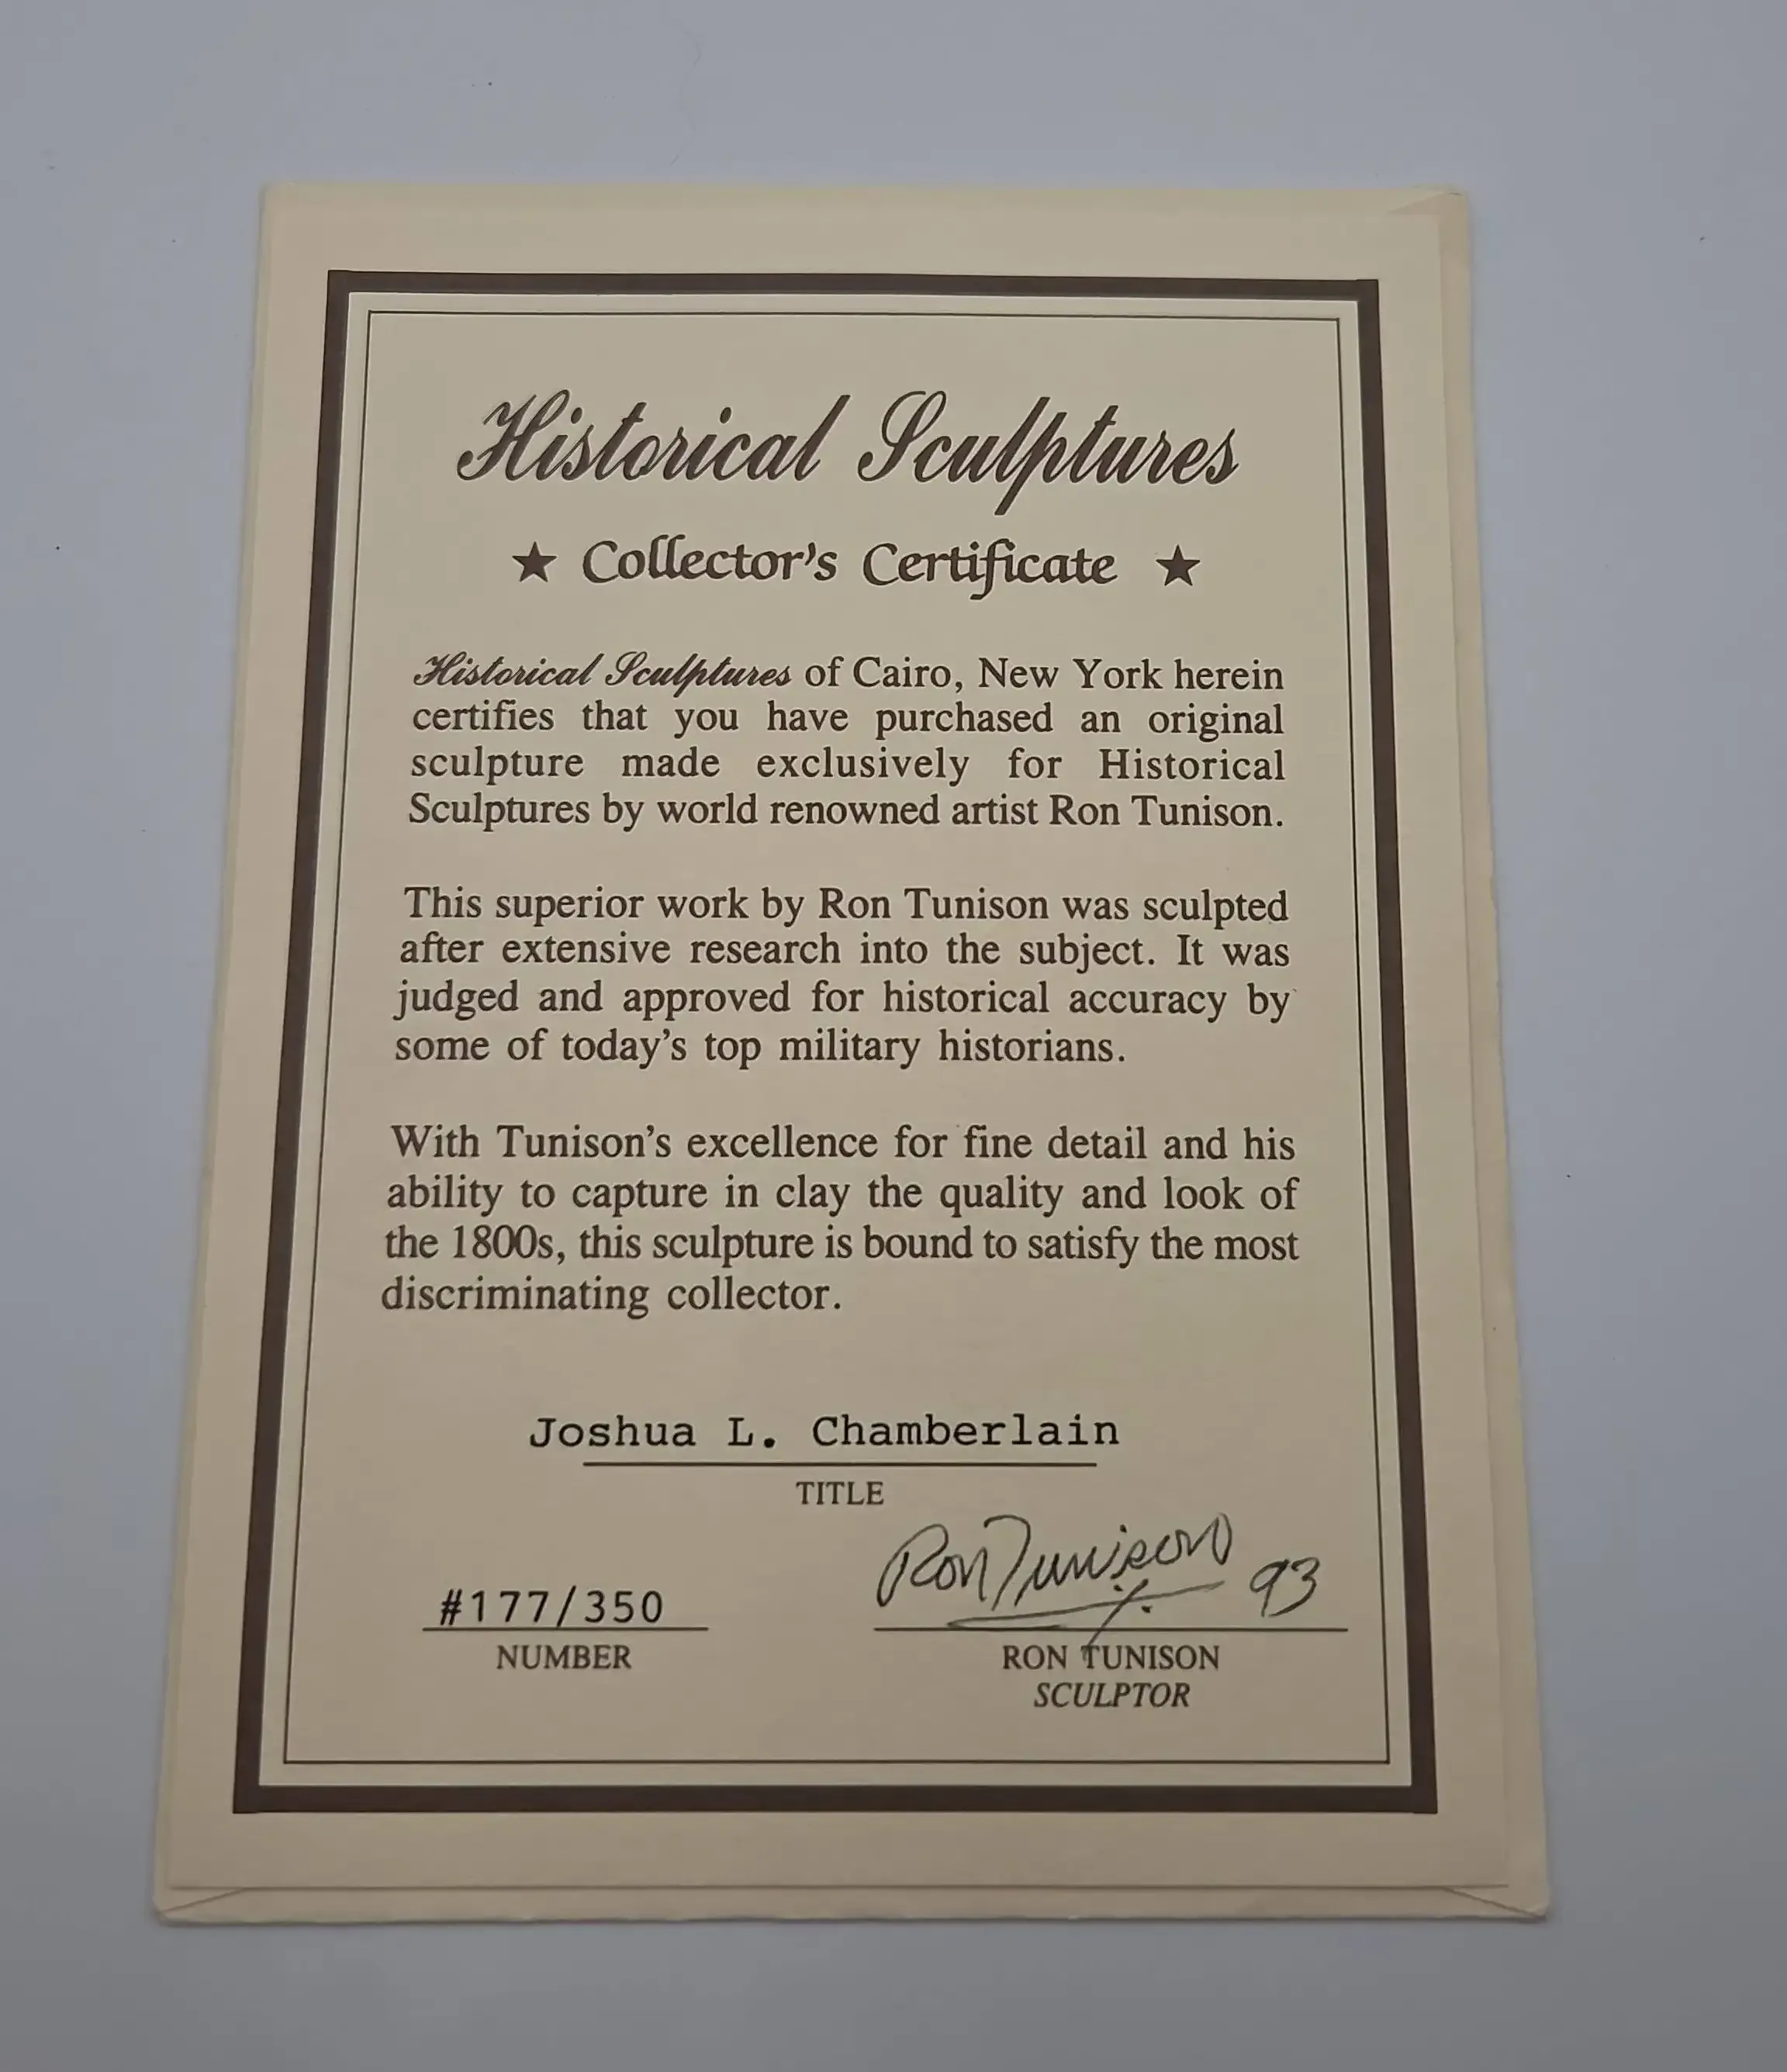 Historical Sculptures
★ Collector's Certificate ★
Historical Sculptures of Cairo, New York herein
certifies that you have purchased an original
sculpture made exclusively for Historical
Sculptures by world renowned artist Ron Tunison.
This superior work by Ron Tunison was sculpted
after extensive research into the subject. It was
judged and approved for historical accuracy by
some of today's top military historians.
With Tunison's excellence for fine detail and his
ability to capture in clay the quality and look of
the 1800s, this sculpture is bound to satisfy the most
discriminating collector.
Joshua L. Chamberlain
TITLE
Ron Tunison 93
#177/350
NUMBER
RON TUNISON
SCULPTOR